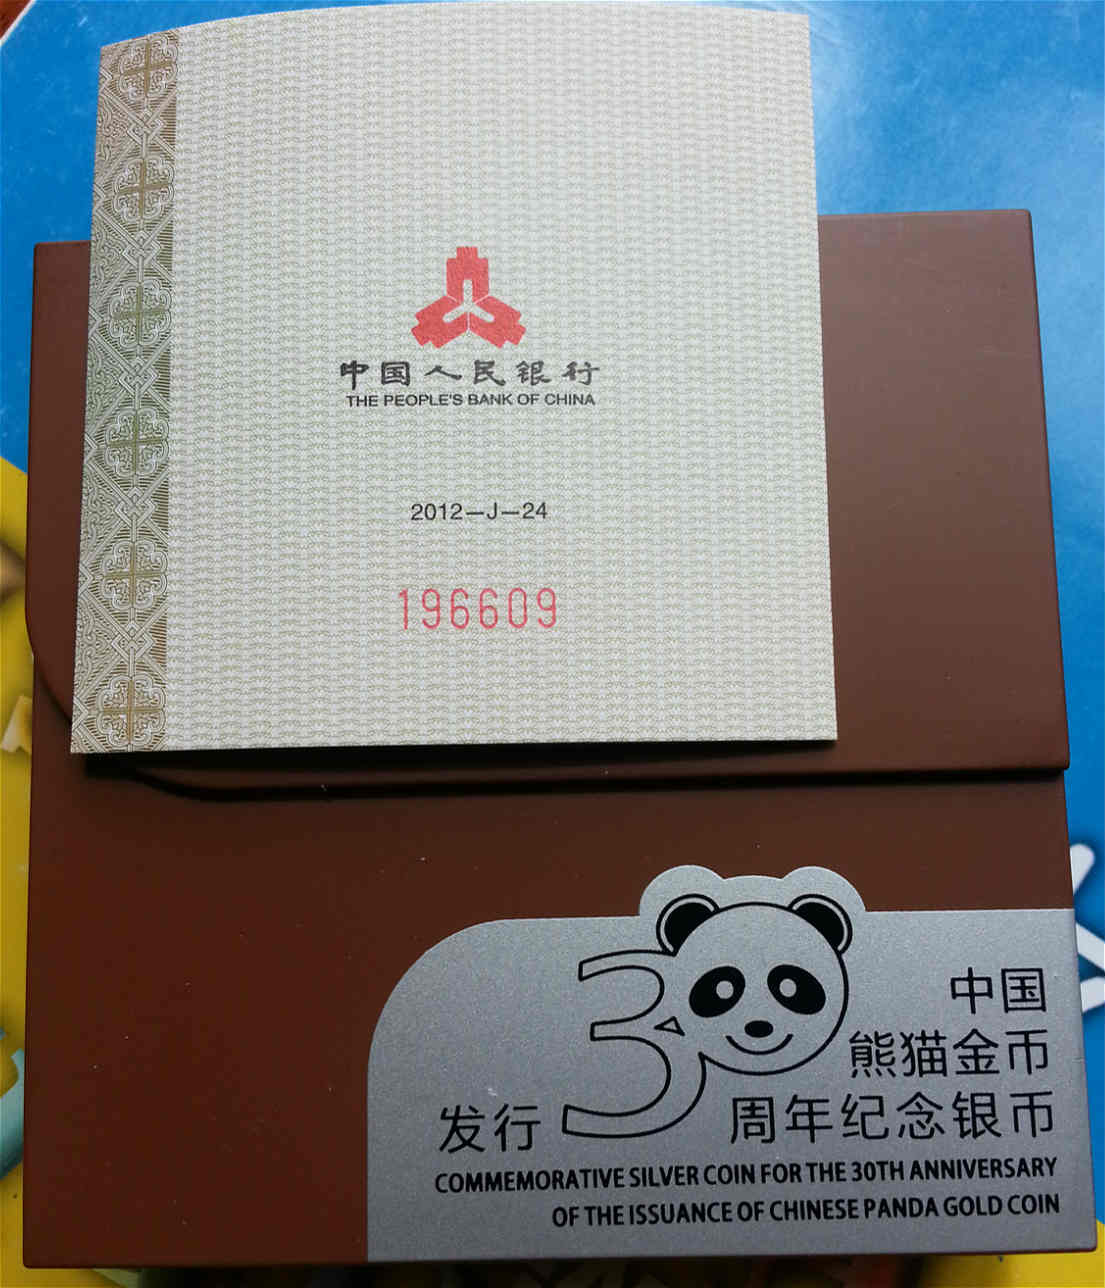 中国人民银行
THE PEOPLE'S BANK OF CHINA
2012—J—24
196609
中国
熊猫金币
发行30周年纪念银币
COMMEMORATIVE SILVER COIN FOR THE 30TH ANNIVERSARY
OF THE ISSUANCE OF CHINESE PANDA GOLD COIN